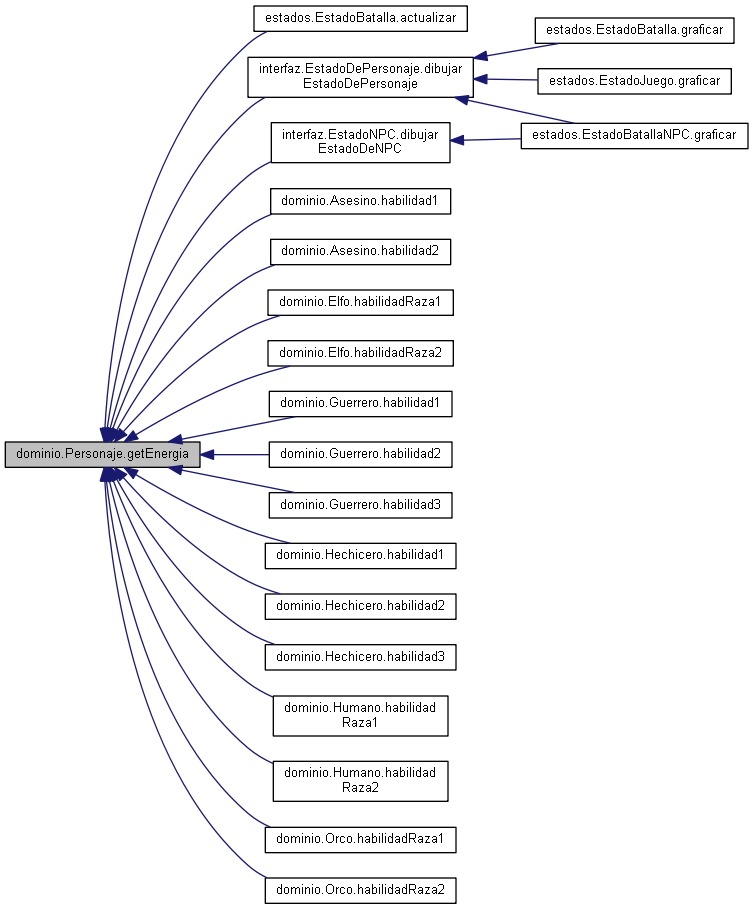 estados.EstadoBatalla.actualizar
estados.EstadoBatalla.graficar
interfaz.EstadoDePersonaje.dibujar
EstadoDePersonaje
estados.EstadoJuego.graficar
interfaz.EstadoNPC.dibujar
EstadoDeNPC
estados.EstadoBatallaNPC.graficar
dominio.Asesino.habilidad1
dominio.Asesino.habilidad2
dominio.Elfo.habilidadRaza1
dominio.Elfo.habilidadRaza2
dominio.Guerrero.habilidad1
dominio.Personaje.getEnergia
dominio.Guerrero.habilidad2
dominio.Guerrero.habilidad3
dominio.Hechicero.habilidad1
dominio.Hechicero.habilidad2
dominio.Hechicero.habilidad3
dominio.Humano.habilidad
Raza1
dominio.Humano.habilidad
Raza2
dominio.Orco.habilidadRaza1
dominio.Orco.habilidadRaza2